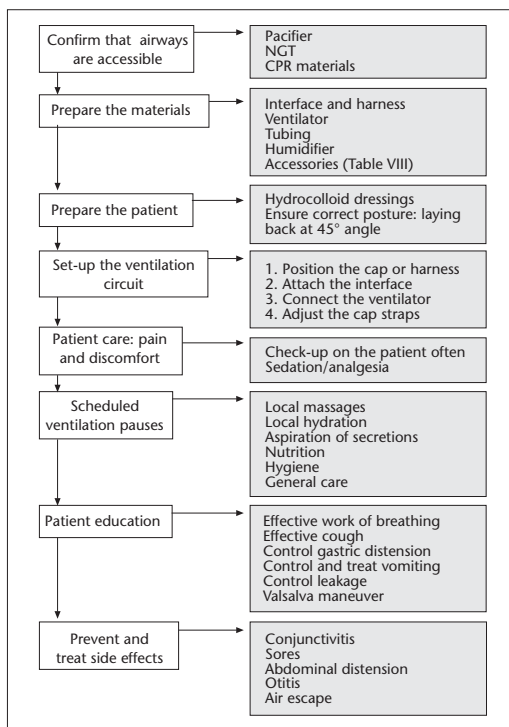 Confirm that airways
are accessible
Pacifier
NGT
CPR materials
Prepare the materials
Interface and harness
Ventilator
Tubing
Humidifier
Accessories (Table VIII)
Prepare the patient
Hydrocolloid dressings
Ensure correct posture: laying
back at 45° angle
Set-up the ventilation
circuit
1. Position the cap or harness
2. Attach the interface
3. Connect the ventilator
4. Adjust the cap straps
Patient care: pain
and discomfort
Check-up on the patient often
Sedation/analgesia
Scheduled
ventilation pauses
Local massages
Local hydration
Aspiration of secretions
Nutrition
Hygiene
General care
Patient education
Effective work of breathing
Effective cough
Control gastric distension
Control and treat vomiting
Control leakage
Valsalva maneuver
Prevent and
treat side effects
Conjunctivitis
Sores
Abdominal distension
Otitis
Air escape